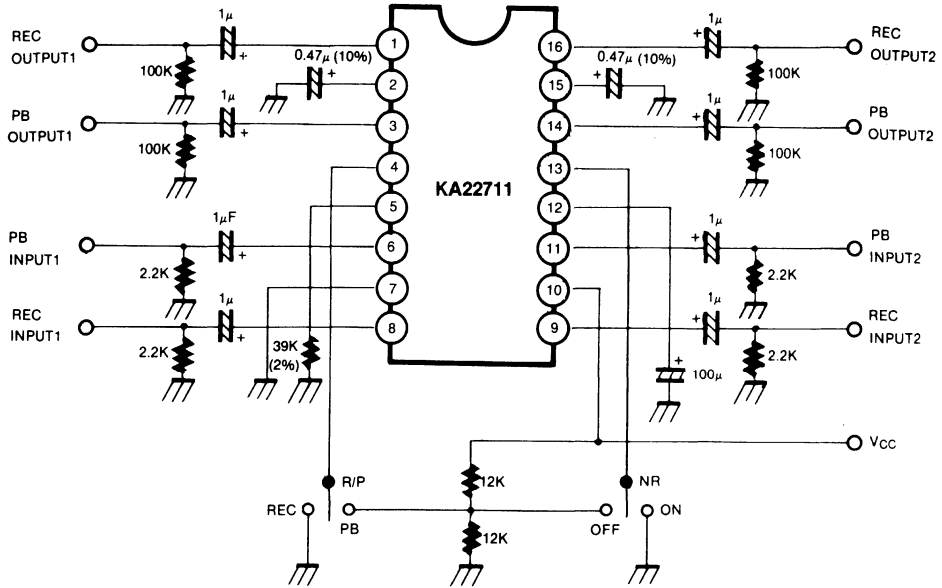 REC
OUTPUT1
1μ
+
0.47μ (10%)
+
100K
1
2
16
15
1μ
+
0.47μ (10%)
+
100K
REC
OUTPUT2
PB
OUTPUT1
1μ
+
100K
3
4
14
13
1μ
+
100K
PB
OUTPUT2
KA22711
5
12
PB
INPUT1
1μF
+
2.2K
6
7
11
10
1μ
+
2.2K
PB
INPUT2
REC
INPUT1
1μ
+
2.2K
8
9
1μ
+
2.2K
REC
INPUT2
39K
(2%)
+
100μ
VCC
R/P
12K
NR
REC
PB
OFF
ON
12K